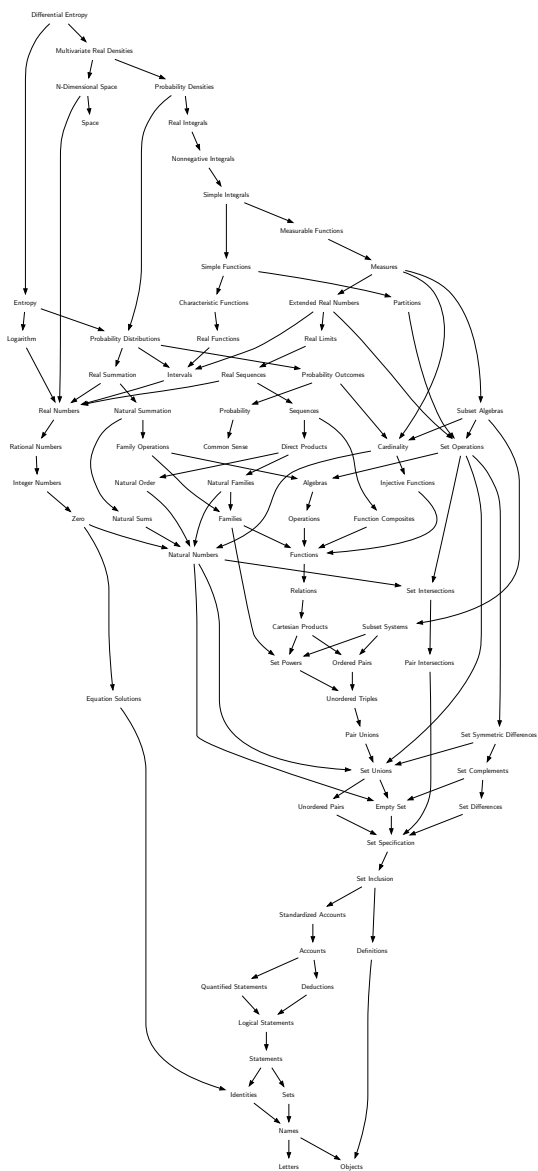 Differential Entropy
Multivariate Real Densities
N-Dimensional Space
Probability Densities
Space
Real Integrals
Nonnegative Integrals
Simple Integrals
Measurable Functions
Simple Functions
Measures
Entropy
Characteristic Functions
Extended Real Numbers
Partitions
Logarithm
Probability Distributions
Real Functions
Real Limits
Real Summation
Intervals
Real Sequences
Probability Outcomes
Real Numbers
Natural Summation
Probability
Sequences
Subset Algebras
Rational Numbers
Family Operations
Common Sense
Direct Products
Cardinality
Set Operations
Integer Numbers
Natural Order
Natural Families
Algebras
Injective Functions
Zero
Natural Sums
Families
Operations
Function Composites
Natural Numbers
Functions
Relations
Set Intersections
Cartesian Products
Subset Systems
Set Powers
Ordered Pairs
Pair Intersections
Equation Solutions
Unordered Triples
Pair Unions
Set Symmetric Differences
Set Unions
Set Complements
Unordered Pairs
Empty Set
Set Differences
Set Specification
Set Inclusion
Standardized Accounts
Accounts
Definitions
Quantified Statements
Deductions
Logical Statements
Statements
Identities
Sets
Names
Letters
Objects